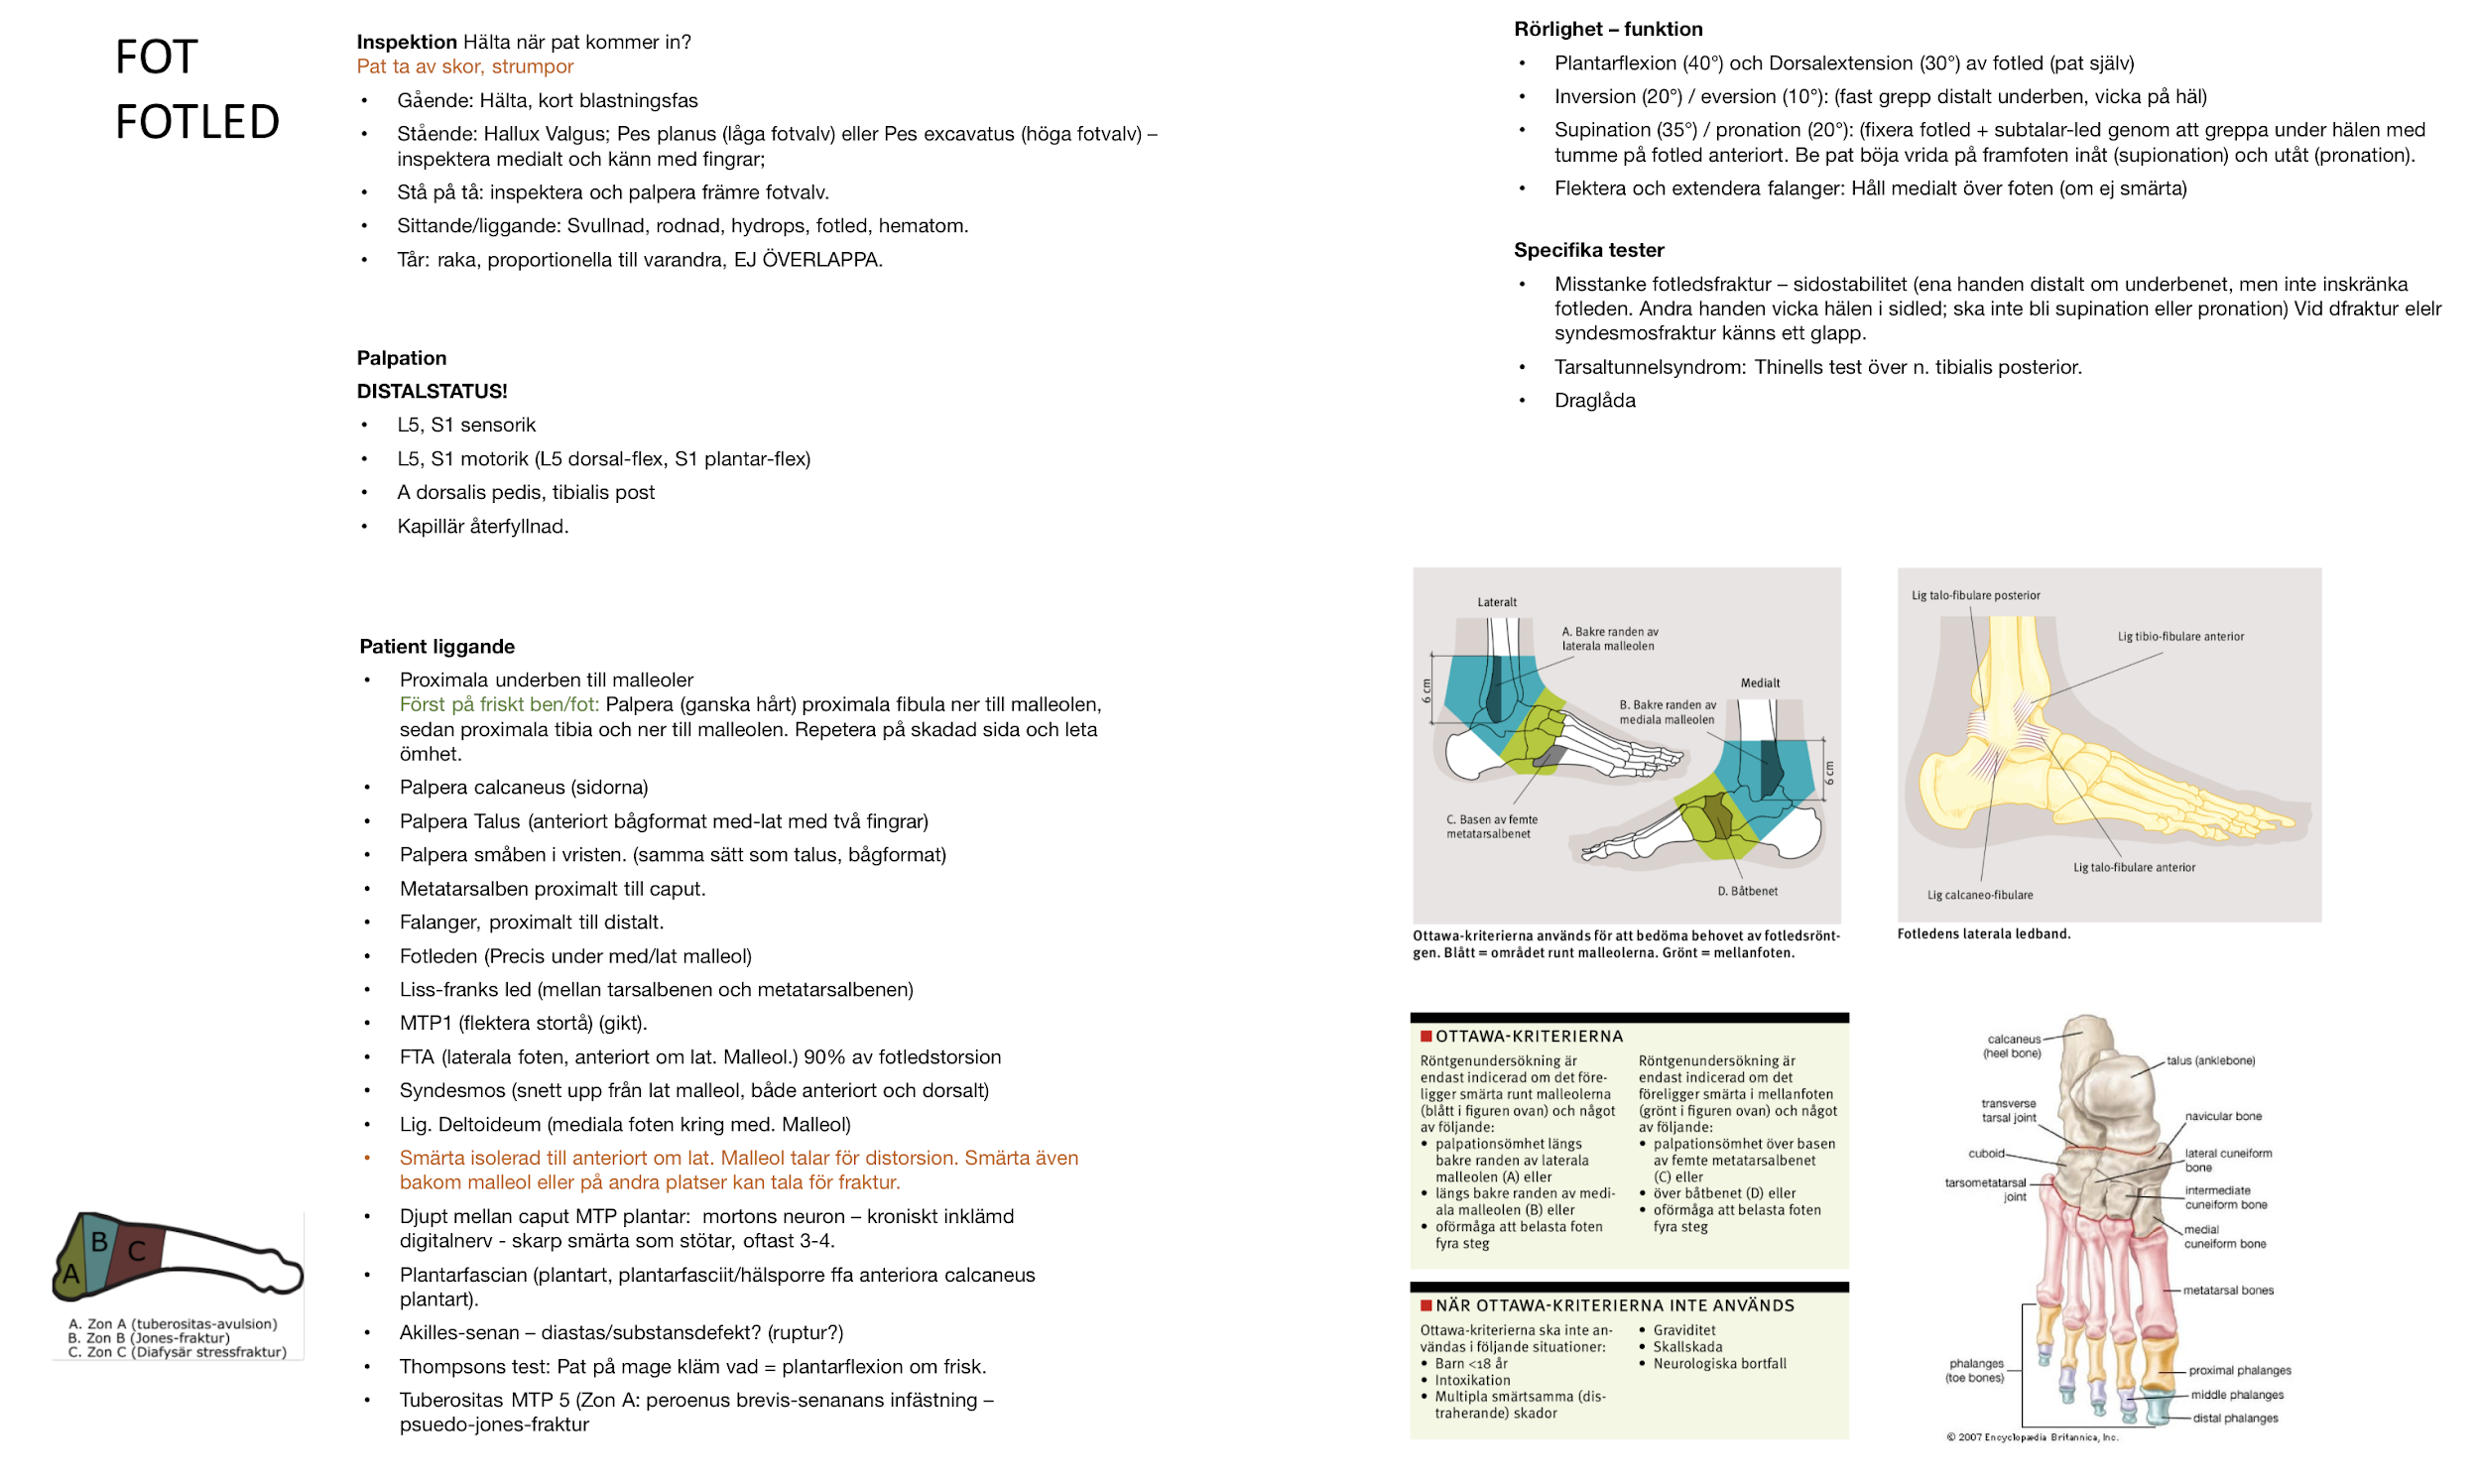 FOT
FOTLED
Inspektion Hälta när pat kommer in?
Pat ta av skor, strumpor
• Gående: Hälta, kort blastningsfas
• Stående: Hallux Valgus; Pes planus (låga fotvalv) eller Pes excavatus (höga fotvalv) –
inspektera medialt och känn med fingrar;
• Stå på tå: inspektera och palpera främre fotvalv.
• Sittande/liggande: Svullnad, rodnad, hydrops, fotled, hematom.
• Tår: raka, proportionella till varandra, EJ ÖVERLAPPA.
Palpation
DISTALSTATUS!
• L5, S1 sensorik
• L5, S1 motorik (L5 dorsal-flex, S1 plantar-flex)
• A dorsalis pedis, tibialis post
• Kapillär återfyllnad.
Patient liggande
• Proximala underben till malleoler
Först på friskt ben/fot: Palpera (ganska hårt) proximala fibula ner till malleolen,
sedan proximala tibia och ner till malleolen. Repetera på skadad sida och leta
ömhet.
• Palpera calcaneus (sidorna)
• Palpera Talus (anteriort bågformat med-lat med två fingrar)
• Palpera småben i vristen. (samma sätt som talus, bågformat)
• Metatarsalben proximalt till caput.
• Falanger, proximalt till distalt.
• Fotleden (Precis under med/lat malleol)
• Liss-franks led (mellan tarsalbenen och metatarsalbenen)
• MTP1 (flektera stortå) (gikt).
• FTA (laterala foten, anteriort om lat. Malleol.) 90% av fotledstorsion
• Syndesmos (snett upp från lat malleol, både anteriort och dorsalt)
• Lig. Deltoideum (mediala foten kring med. Malleol)
• Smärta isolerad till anteriort om lat. Malleol talar för distorsion. Smärta även
bakom malleol eller på andra platser kan tala för fraktur.
• Djupt mellan caput MTP plantar: mortons neuron – kroniskt inklämd
digitalnerv - skarp smärta som stötar, oftast 3-4.
• Plantarfascian (plantart, plantarfasciit/hälsporre ffa anteriora calcaneus
plantart).
• Akilles-senan – diastas/substansdefekt? (ruptur?)
• Thompsons test: Pat på mage kläm vad = plantarflexion om frisk.
• Tuberositas MTP 5 (Zon A: peroenus brevis-senanans infästning –
psuedo-jones-fraktur
A
B
C
A. Zon A (tuberositas-avulsion)
B. Zon B (Jones-fraktur)
C. Zon C (Diafysär stressfraktur)
Rörlighet – funktion
• Plantarflexion (40°) och Dorsalextension (30°) av fotled (pat själv)
• Inversion (20°) / eversion (10°): (fast grepp distalt underben, vicka på häl)
• Supination (35°) / pronation (20°): (fixera fotled + subtalar-led genom att greppa under hälen med
tumme på fotled anteriort. Be pat böja vrida på framfoten inåt (supionation) och utåt (pronation).
• Flektera och extendera falanger: Håll medialt över foten (om ej smärta)
Specifika tester
• Misstanke fotledsfraktur – sidostabilitet (ena handen distalt om underbenet, men inte inskränka
fotleden. Andra handen vicka hälen i sidled; ska inte bli supination eller pronation) Vid dfraktur elelr
syndesmosfraktur känns ett glapp.
• Tarsaltunnelsyndrom: Thinells test över n. tibialis posterior.
• Draglåda
Lateralt
A. Bakre randen av
laterala malleolen
6 cm
Medialt
B. Bakre randen av
mediala malleolen
6 cm
C. Basen av femte
metatarsalbenet
D. Båtbenet
Ottawa-kriterierna används för att bedöma behovet av fotledsrönt-
gen. Blått = området runt malleolerna. Grönt = mellanfoten.
Lig talo-fibulare posterior
Lig tibio-fibulare anterior
Lig talo-fibulare anterior
Lig calcaneo-fibulare
Fotledens laterala ledband.
OTTAWA-KRITERIERNA
Röntgenundersökning är
endast indicerad om det före-
ligger smärta runt malleolerna
(blått i figuren ovan) och något
av följande:
• palpationsömhet längs
bakre randen av laterala
malleolen (A) eller
• längs bakre randen av medi-
ala malleolen (B) eller
• oförmåga att belasta foten
fyra steg
Röntgenundersökning är
endast indicerad om det
föreligger smärta i mellanfoten
(grönt i figuren ovan) och något
av följande:
• palpationsömhet över basen
av femte metatarsalbenet
(C) eller
• över båtbenet (D) eller
• oförmåga att belasta foten
fyra steg
NÄR OTTAWA-KRITERIERNA INTE ANVÄNDS
Ottawa-kriterierna ska inte an-
vändas i följande situationer:
• Barn <18 år
• Intoxikation
• Multipla smärtsamma (dis-
traherande) skador
• Graviditet
• Skallskada
• Neurologiska bortfall
calcaneus
(heel bone)
talus (anklebone)
transverse
tarsal joint
navicular bone
cuboid
lateral cuneiform
bone
tarsometatarsal
joint
intermediate
cuneiform bone
medial
cuneiform bone
metatarsal bones
phalanges
(toe bones)
proximal phalanges
middle phalanges
distal phalanges
© 2007 Encyclopædia Britannica, Inc.